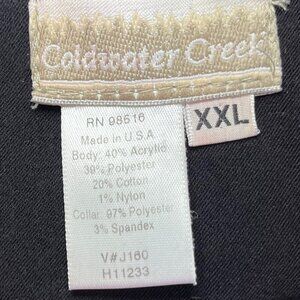 Coldwater Creek
XXL
RN 98616
Made in U.S.A
Body: 40% Acrylic
39% Polyester
20% Cotton
1% Nylon
Collar: 97% Polyester
3% Spandex
V#J160
H11233